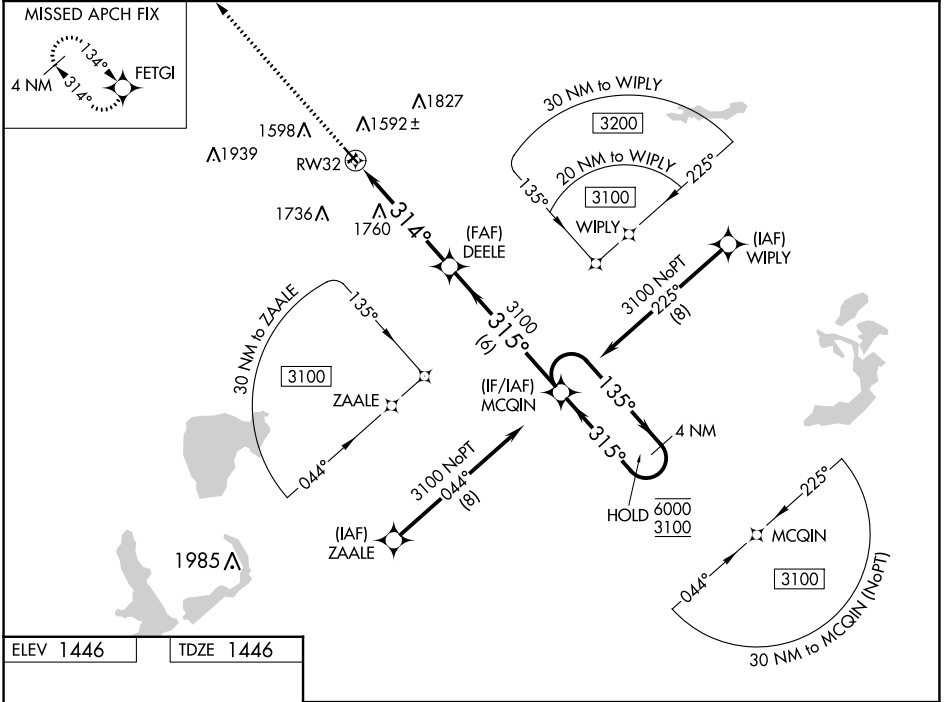 MISSED APCH FIX
134°
FETGI
4 NM
314°
1827
1598
1592 ±
1939
RW32
1736
1760
314°
(FAF)
DEELE
30 NM to WIPLY
3200
20 NM to WIPLY
3100
135°
225°
WIPLY
(IAF)
WIPLY
3100 NoPT
225°
(8)
3100
315°
(6)
30 NM to ZAALE
135°
3100
ZAALE
044°
(IF/IAF)
MCQIN
135°
4 NM
315°
HOLD
6000
3100
3100 NoPT
044°
(8)
(IAF)
ZAALE
225°
MCQIN
044°
3100
30 NM to MCQIN (NoPT)
1985
ELEV 1446
TDZE 1446